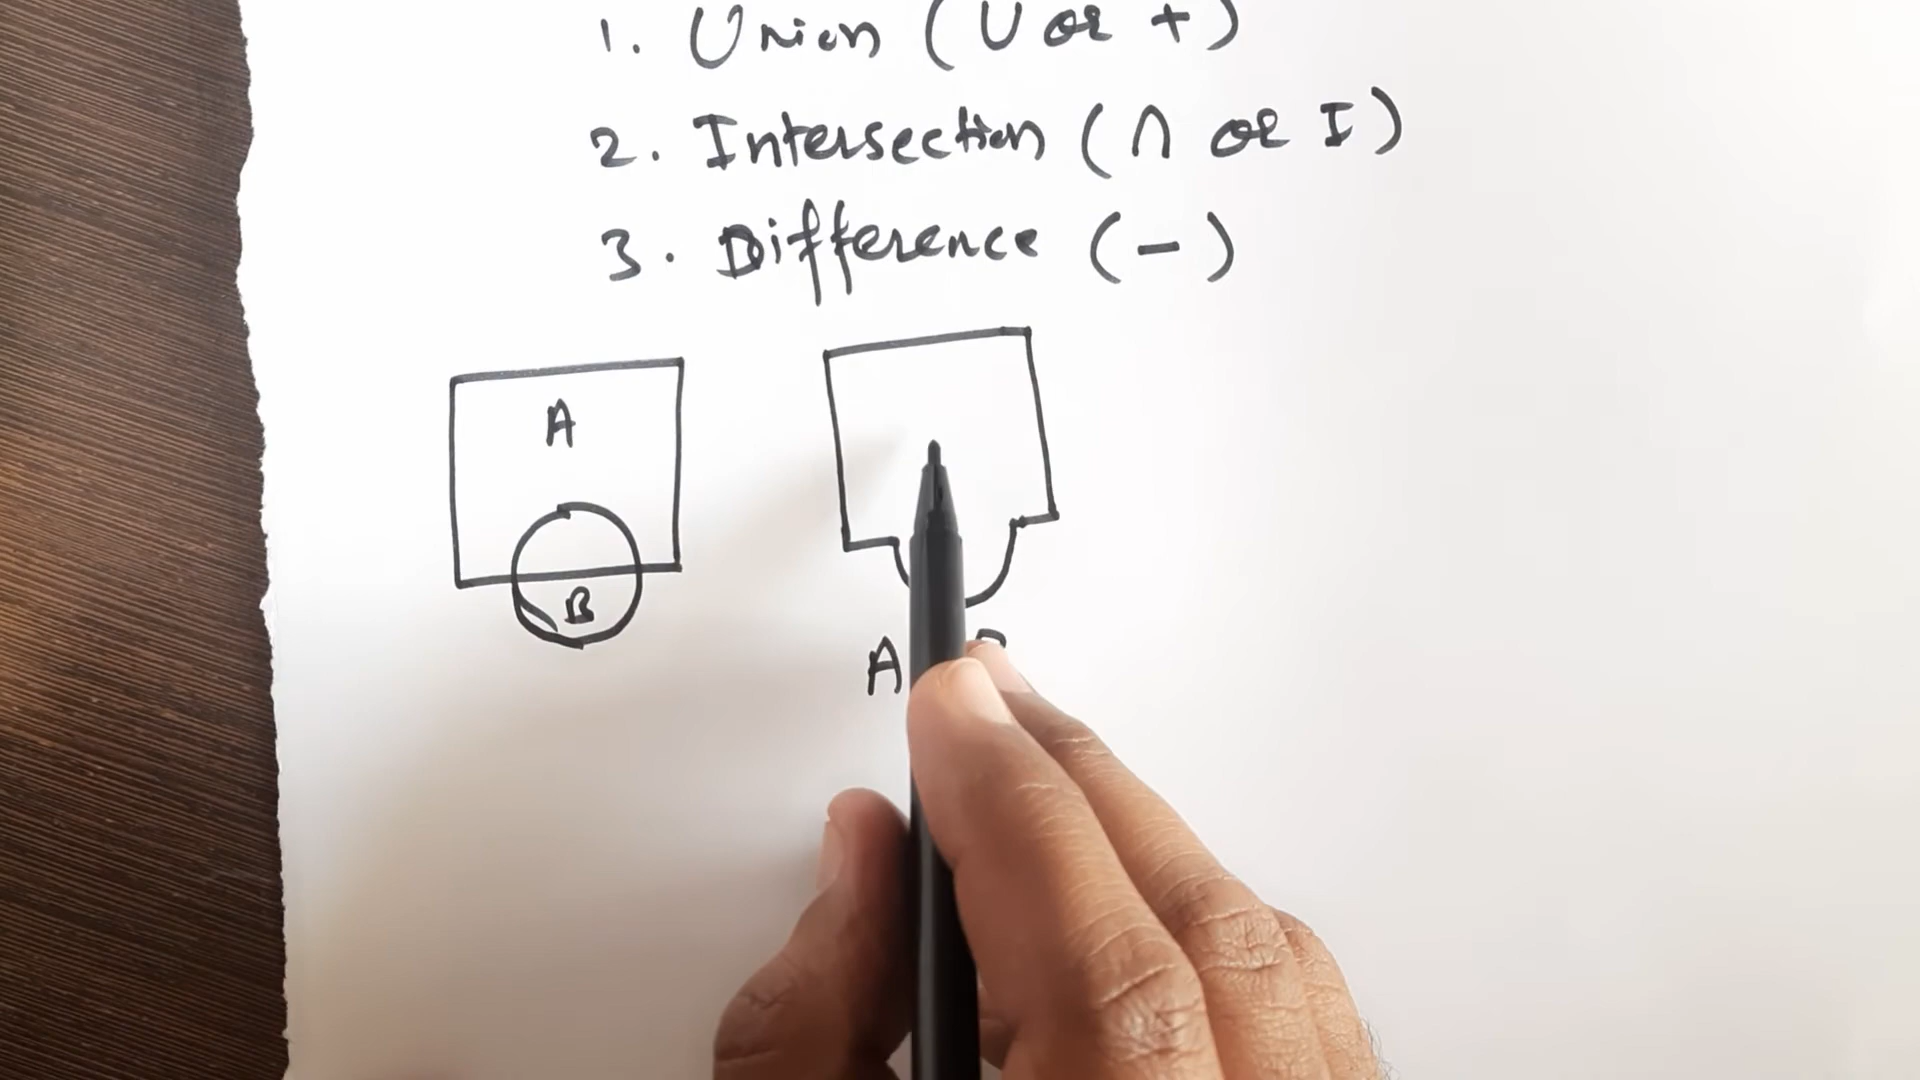 1. Union (U or +)
2. Intersection (∩ or I)
3. Difference (-)
A
B
A